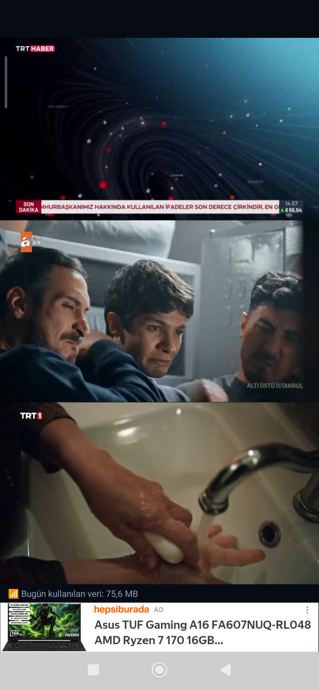 TRT HABER
SON DAKİKA
MHURBAŞKANIMIZ HAKKINDA KULLANILAN İFADELER SON DERECE ÇİRKİNDİR, EN G
14.57
€ 55.54
a
ALTI ÜSTÜ İSTANBUL
TRT 1
Bugün kullanılan veri: 75,6 MB
hepsiburada AD
Asus TUF Gaming A16 FA607NUQ-RL048
AMD Ryzen 7 170 16GB...